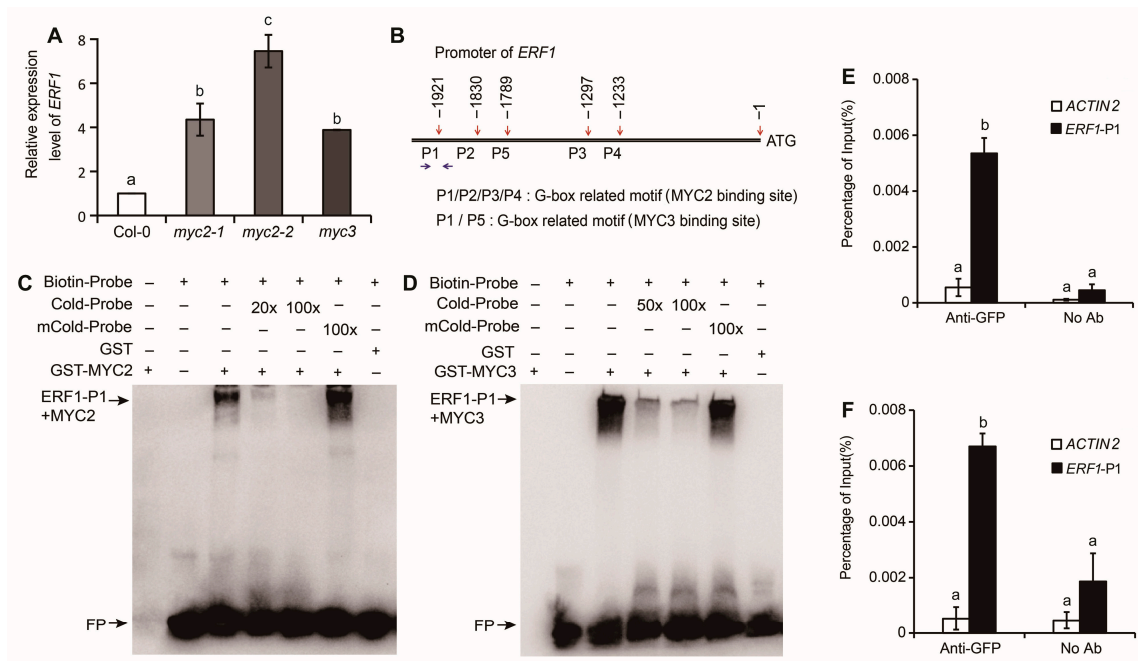 A
Relative expression
level of ERF1
8
6
4
2
0
a
b
c
b
Col-0 myc2-1 myc2-2 myc3
B
Promoter of ERF1
-1921
-1830
-1789
-1297
-1233
-1
ATG
P1 P2 P5 P3 P4
P1/P2/P3/P4 : G-box related motif (MYC2 binding site)
P1 / P5 : G-box related motif (MYC3 binding site)
C
Biotin-Probe – + + + + + +
Cold-Probe – – – 20x 100x – –
mCold-Probe – – – – – 100x –
GST – – – – – – +
GST-MYC2 + – + + + + –
ERF1-P1
+MYC2
FP
D
Biotin-Probe – + + + + + +
Cold-Probe – – – 50x 100x – –
mCold-Probe – – – – – 100x –
GST – – – – – – +
GST-MYC3 + – + + + + –
ERF1-P1
+MYC3
FP
E
Percentage of Input(%)
0.008
0.006
0.004
0.002
0
a
b
a
a
ACTIN2
ERF1-P1
Anti-GFP No Ab
F
Percentage of Input(%)
0.008
0.006
0.004
0.002
0
a
b
a
a
ACTIN2
ERF1-P1
Anti-GFP No Ab